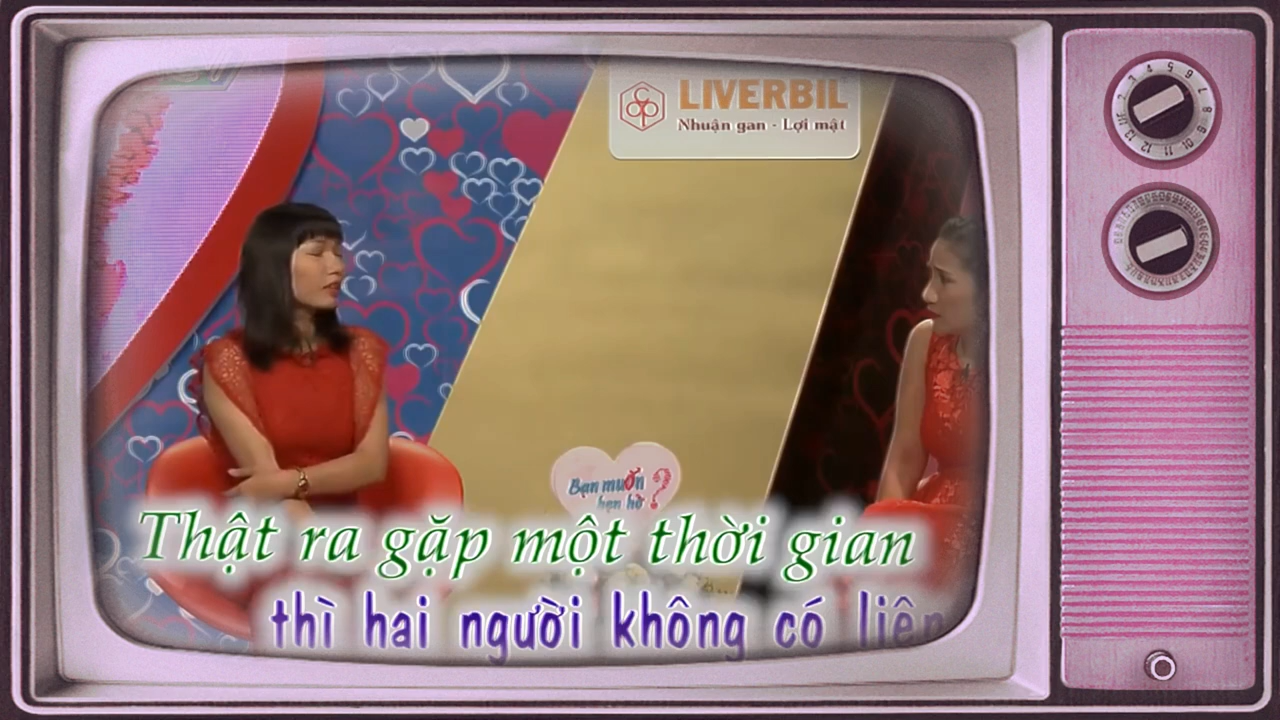 LIVERBIL
Nhuận gan - Lợi mật
Bạn muốn
hẹn hò ?
Thật ra gặp một thời gian
thì hai người không có liên